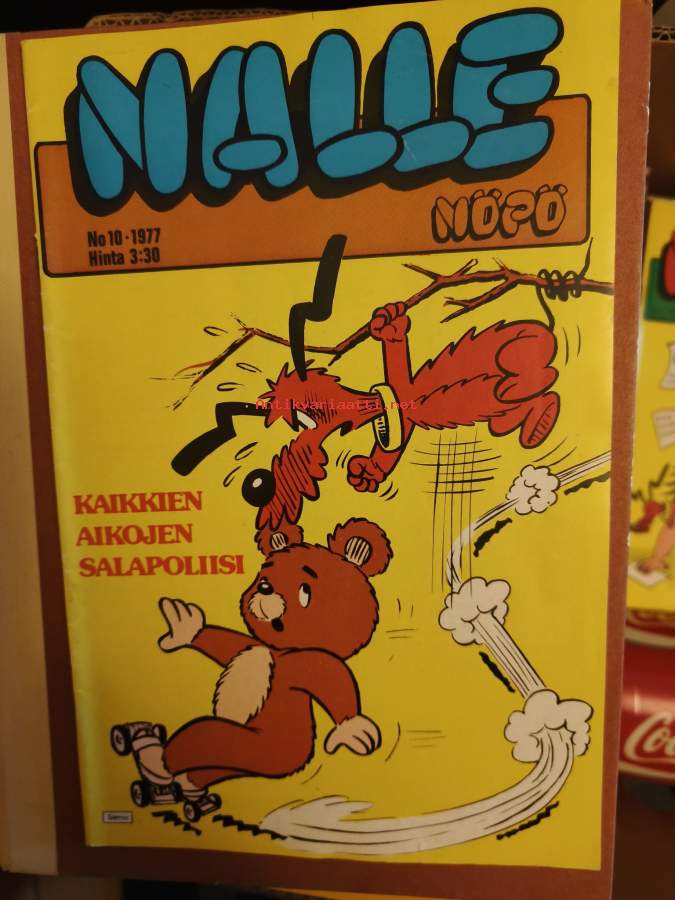 NALLE
NÖPÖ
No 10 · 1977
Hinta 3:30
Antikvariaatti.net
KAIKKIEN
AIKOJEN
SALAPOLIISI